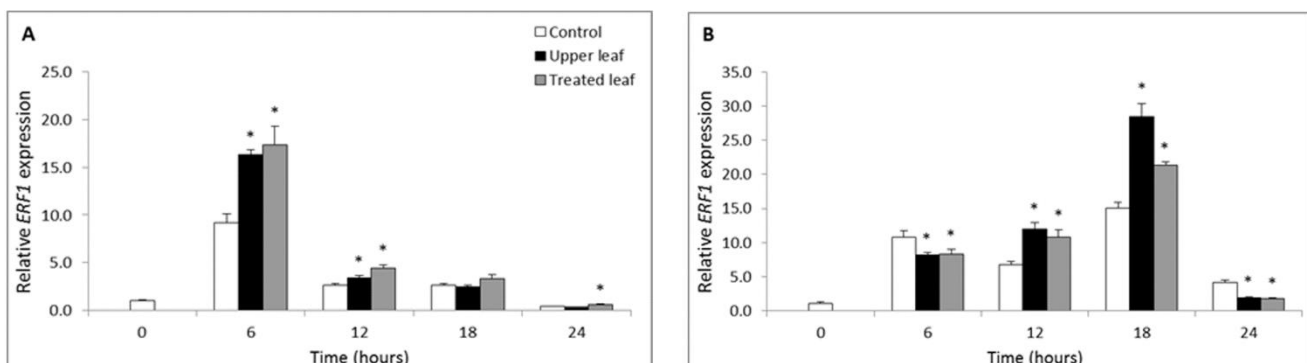 A
Control
Upper leaf
Treated leaf
Relative ERF1 expression
25.0
20.0
15.0
10.0
5.0
0.0
* *
* *
*
0 6 12 18 24
Time (hours)
B
Relative ERF1 expression
35.0
30.0
25.0
20.0
15.0
10.0
5.0
0.0
* *
* *
* *
* *
0 6 12 18 24
Time (hours)